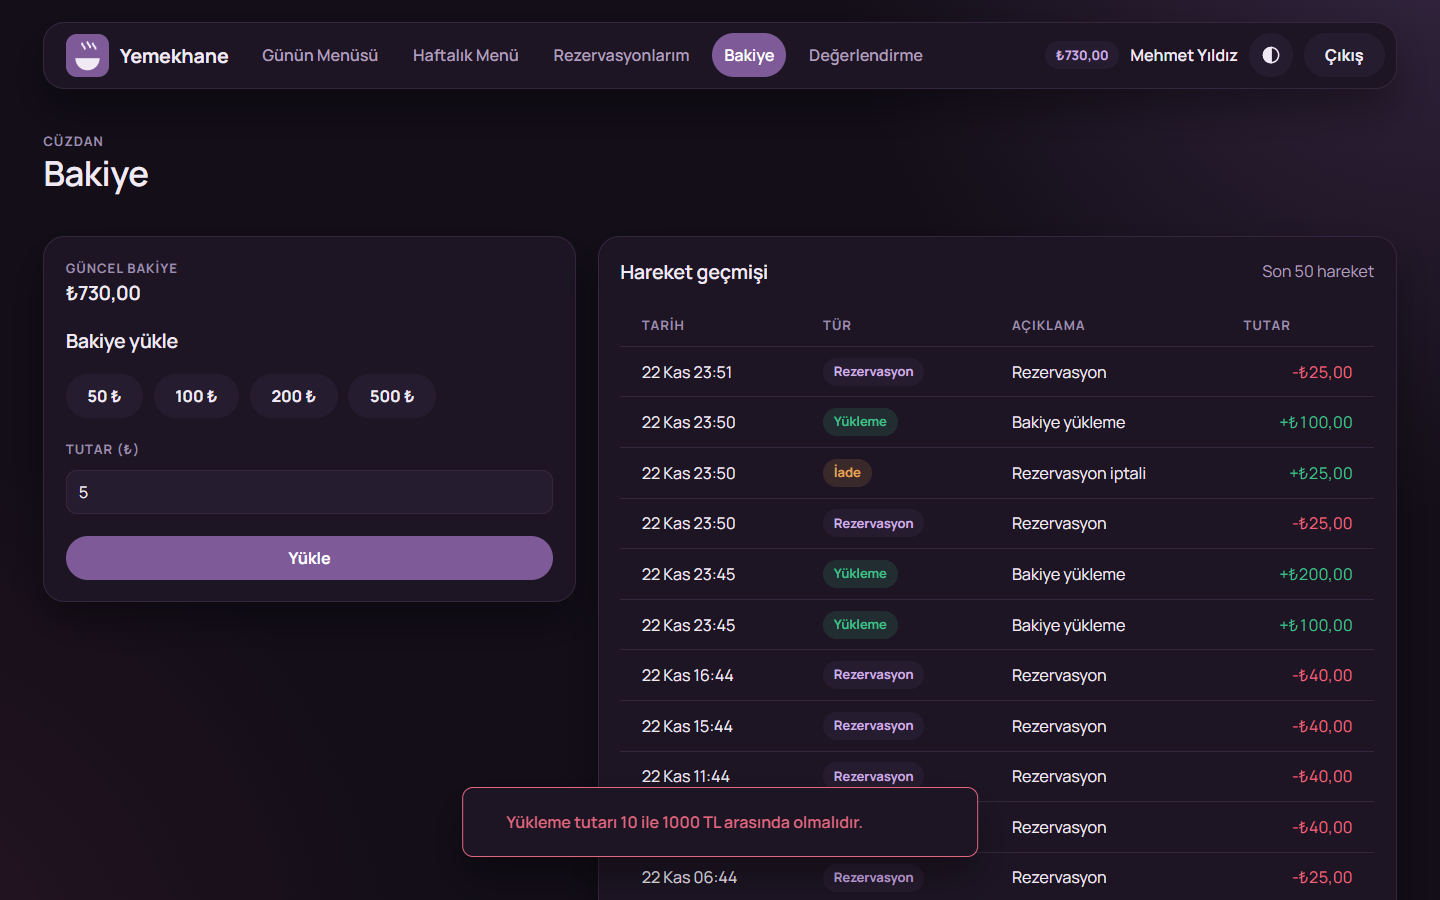 Yemekhane Günün Menüsü Haftalık Menü Rezervasyonlarım Bakiye Değerlendirme ₺730,00 Mehmet Yıldız Çıkış
CÜZDAN
Bakiye
GÜNCEL BAKİYE
₺730,00
Bakiye yükle
50 ₺ 100 ₺ 200 ₺ 500 ₺
TUTAR (₺)
5
Yükle
Hareket geçmişi Son 50 hareket
TARİH TÜR AÇIKLAMA TUTAR
22 Kas 23:51 Rezervasyon Rezervasyon -₺25,00
22 Kas 23:50 Yükleme Bakiye yükleme +₺100,00
22 Kas 23:50 İade Rezervasyon iptali +₺25,00
22 Kas 23:50 Rezervasyon Rezervasyon -₺25,00
22 Kas 23:45 Yükleme Bakiye yükleme +₺200,00
22 Kas 23:45 Yükleme Bakiye yükleme +₺100,00
22 Kas 16:44 Rezervasyon Rezervasyon -₺40,00
22 Kas 15:44 Rezervasyon Rezervasyon -₺40,00
22 Kas 11:44 Rezervasyon Rezervasyon -₺40,00
Rezervasyon -₺40,00
22 Kas 06:44 Rezervasyon Rezervasyon -₺25,00
Yükleme tutarı 10 ile 1000 TL arasında olmalıdır.